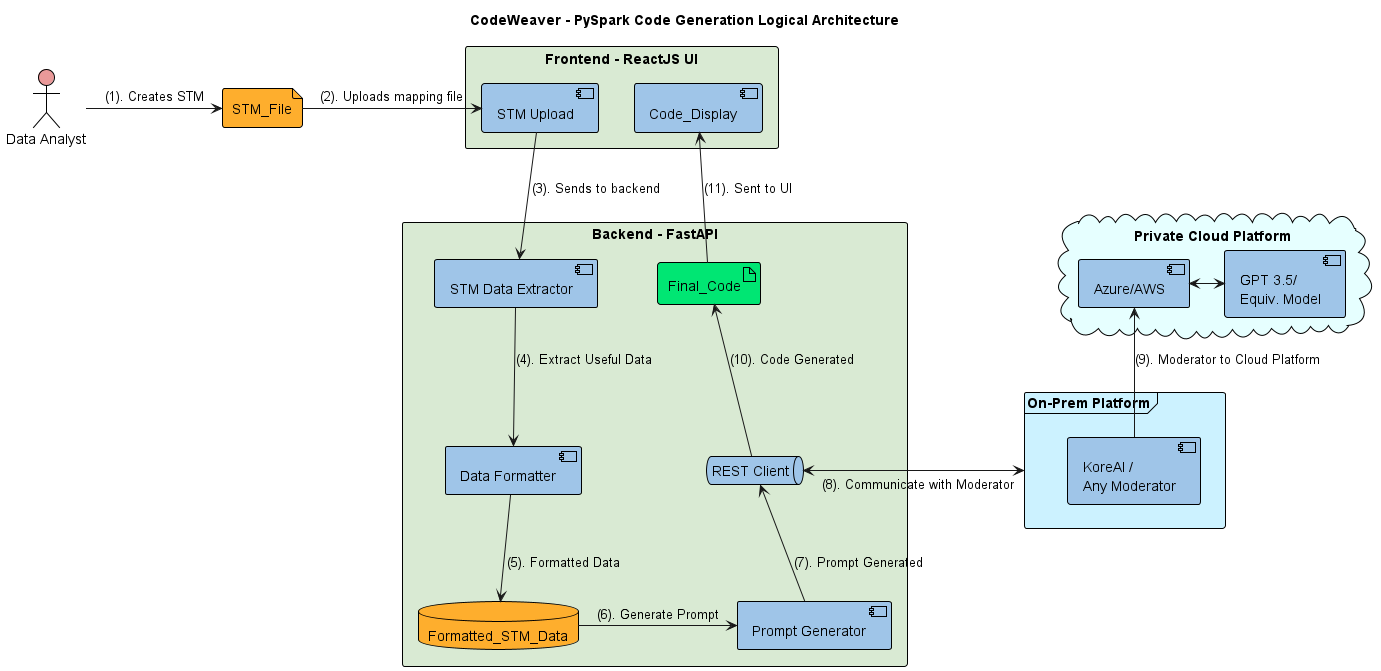 CodeWeaver - PySpark Code Generation Logical Architecture
Frontend - ReactJS UI
Data Analyst
(1). Creates STM
STM_File
(2). Uploads mapping file
STM Upload
Code_Display
(3). Sends to backend
(11). Sent to UI
Backend - FastAPI
STM Data Extractor
Final_Code
Private Cloud Platform
Azure/AWS
GPT 3.5/
Equiv. Model
(4). Extract Useful Data
(10). Code Generated
(9). Moderator to Cloud Platform
On-Prem Platform
KoreAI /
Any Moderator
Data Formatter
REST Client
(8). Communicate with Moderator
(5). Formatted Data
(7). Prompt Generated
Formatted_STM_Data
(6). Generate Prompt
Prompt Generator